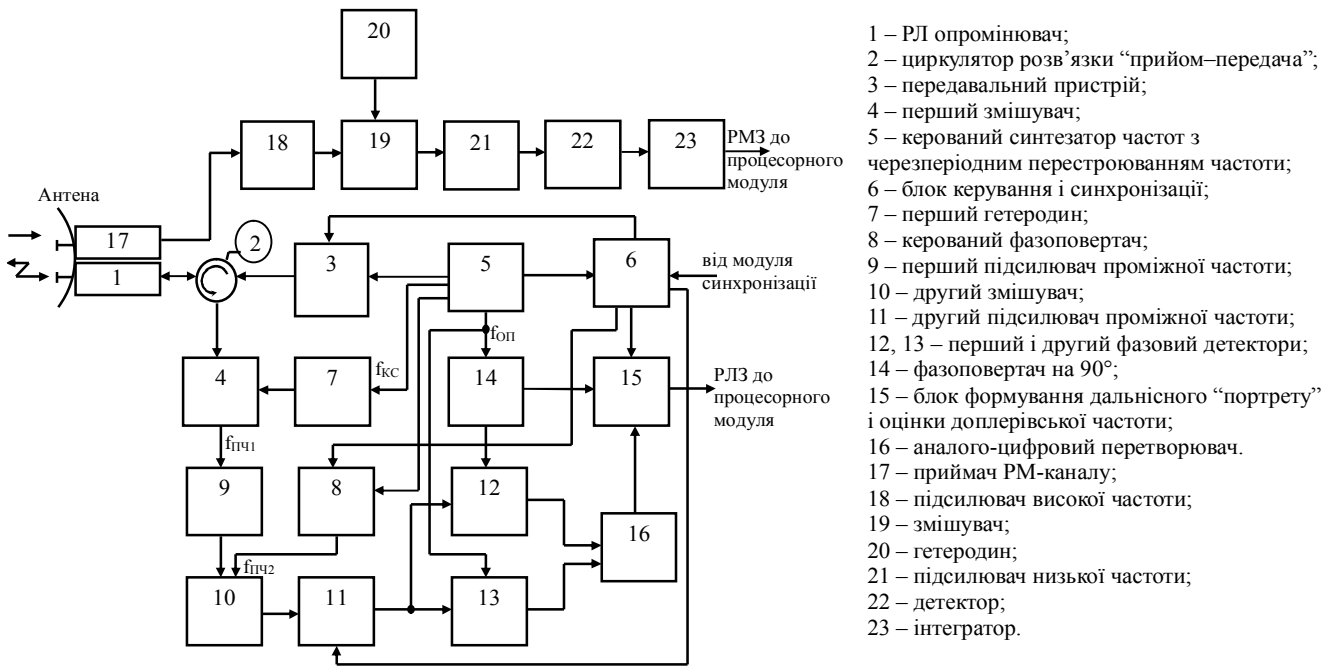 20
18
19
21
22
23
РМЗ до
процесорного
модуля
Антена
17
1
2
3
5
6
від модуля
синхронізації
fОП
4
7
fКС
14
15
РЛЗ до
процесорного
модуля
fПЧ1
9
8
12
16
fПЧ2
10
11
13
1 – РЛ опромінювач;
2 – циркулятор розв’язки “прийом–передача”;
3 – передавальний пристрій;
4 – перший змішувач;
5 – керований синтезатор частот з
черезперіодним перестроюванням частоти;
6 – блок керування і синхронізації;
7 – перший гетеродин;
8 – керований фазоповертач;
9 – перший підсилювач проміжної частоти;
10 – другий змішувач;
11 – другий підсилювач проміжної частоти;
12, 13 – перший і другий фазовий детектори;
14 – фазоповертач на 90°;
15 – блок формування дальнісного “портрету”
і оцінки доплерівської частоти;
16 – аналого-цифровий перетворювач.
17 – приймач РМ-каналу;
18 – підсилювач високої частоти;
19 – змішувач;
20 – гетеродин;
21 – підсилювач низької частоти;
22 – детектор;
23 – інтегратор.